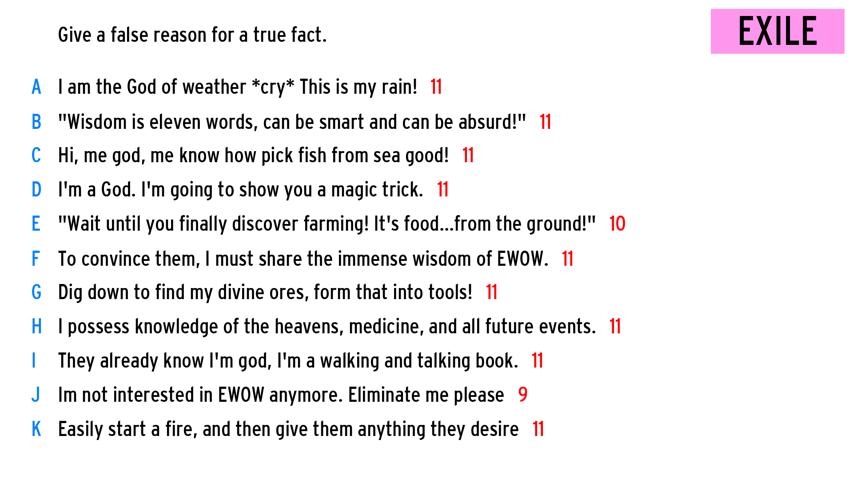 Give a false reason for a true fact.
EXILE
A I am the God of weather *cry* This is my rain! 11
B "Wisdom is eleven words, can be smart and can be absurd!" 11
C Hi, me god, me know how pick fish from sea good! 11
D I'm a God. I'm going to show you a magic trick. 11
E "Wait until you finally discover farming! It's food...from the ground!" 10
F To convince them, I must share the immense wisdom of EWOW. 11
G Dig down to find my divine ores, form that into tools! 11
H I possess knowledge of the heavens, medicine, and all future events. 11
I They already know I'm god, I'm a walking and talking book. 11
J Im not interested in EWOW anymore. Eliminate me please 9
K Easily start a fire, and then give them anything they desire 11